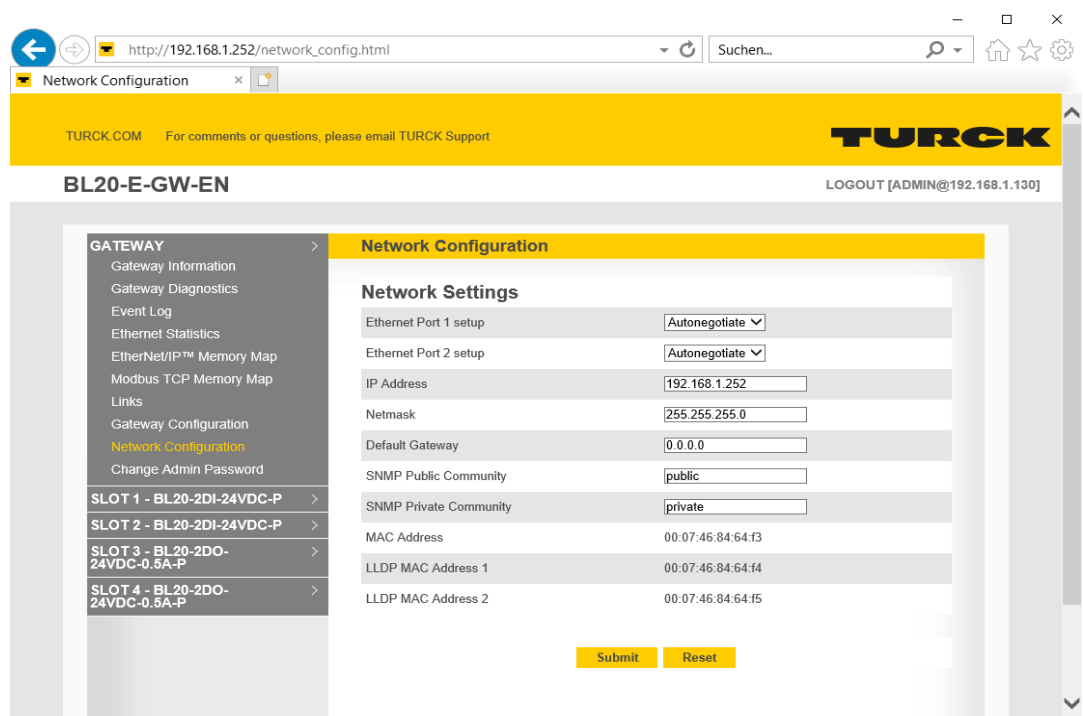 http://192.168.1.252/network_config.html
Suchen...
Network Configuration
TURCK.COM For comments or questions, please email TURCK Support
TURCK
BL20-E-GW-EN
LOGOUT [ADMIN@192.168.1.130]
GATEWAY
Gateway Information
Gateway Diagnostics
Event Log
Ethernet Statistics
EtherNet/IP™ Memory Map
Modbus TCP Memory Map
Links
Gateway Configuration
Network Configuration
Change Admin Password
SLOT 1 - BL20-2DI-24VDC-P
SLOT 2 - BL20-2DI-24VDC-P
SLOT 3 - BL20-2DO-
24VDC-0.5A-P
SLOT 4 - BL20-2DO-
24VDC-0.5A-P
Network Configuration
Network Settings
Ethernet Port 1 setup Autonegotiate
Ethernet Port 2 setup Autonegotiate
IP Address 192.168.1.252
Netmask 255.255.255.0
Default Gateway 0.0.0.0
SNMP Public Community public
SNMP Private Community private
MAC Address 00:07:46:84:64:f3
LLDP MAC Address 1 00:07:46:84:64:f4
LLDP MAC Address 2 00:07:46:84:64:f5
Submit Reset